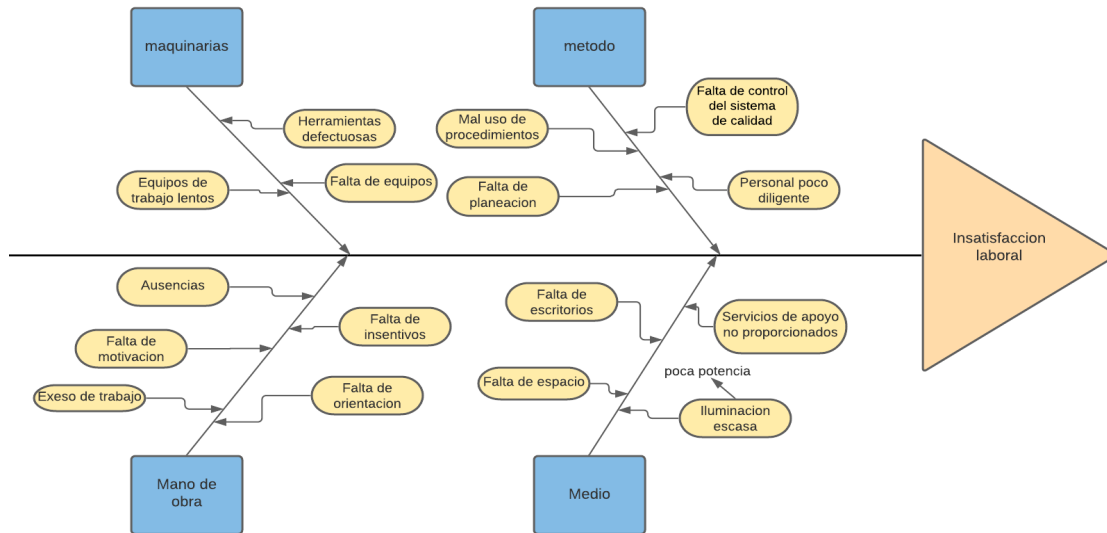 maquinarias
metodo
Herramientas
defectuosas
Falta de equipos
Equipos de
trabajo lentos
Mal uso de
procedimientos
Falta de control
del sistema
de calidad
Falta de
planeacion
Personal poco
diligente
Insatisfaccion
laboral
Ausencias
Falta de
insentivos
Falta de
motivacion
Exeso de trabajo
Falta de
orientacion
Falta de
escritorios
Servicios de apoyo
no proporcionados
poca potencia
Falta de espacio
Iluminacion
escasa
Mano de
obra
Medio